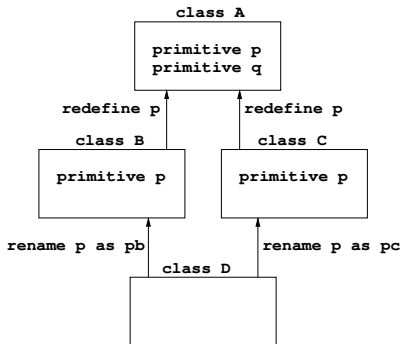 class A
primitive p
primitive q
redefine p redefine p
class B class C
primitive p primitive p
rename p as pb rename p as pc
class D